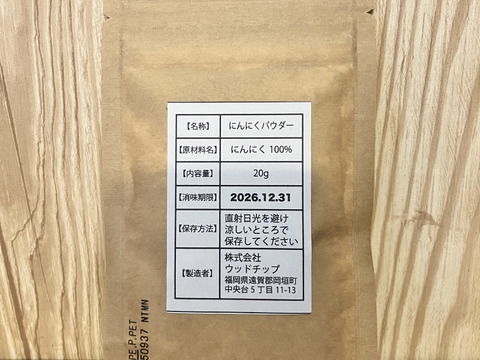 【名称】 にんにくパウダー
【原材料名】 にんにく 100%
【内容量】 20g
【消味期限】 2026.12.31
【保存方法】 直射日光を避け
涼しいところで
保存してください
【製造者】 株式会社
ウッドチップ
福岡県遠賀郡岡垣町
中央台 5 丁目 11-13
PE.P.PET
50937 NTMN